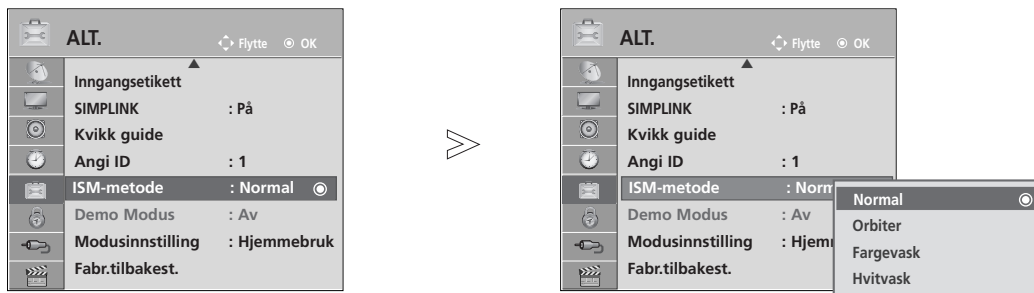 ALT. Flytte OK
Inngangsetikett
SIMPLINK : På
Kvikk guide
Angi ID : 1
ISM-metode : Normal
Demo Modus : Av
Modusinnstilling : Hjemmebruk
Fabr.tilbakest.
ALT. Flytte OK
Inngangsetikett
SIMPLINK : På
Kvikk guide
Angi ID : 1
ISM-metode : Norm
Demo Modus : Av
Modusinnstilling : Hjem
Fabr.tilbakest.
Normal
Orbiter
Fargevask
Hvitvask